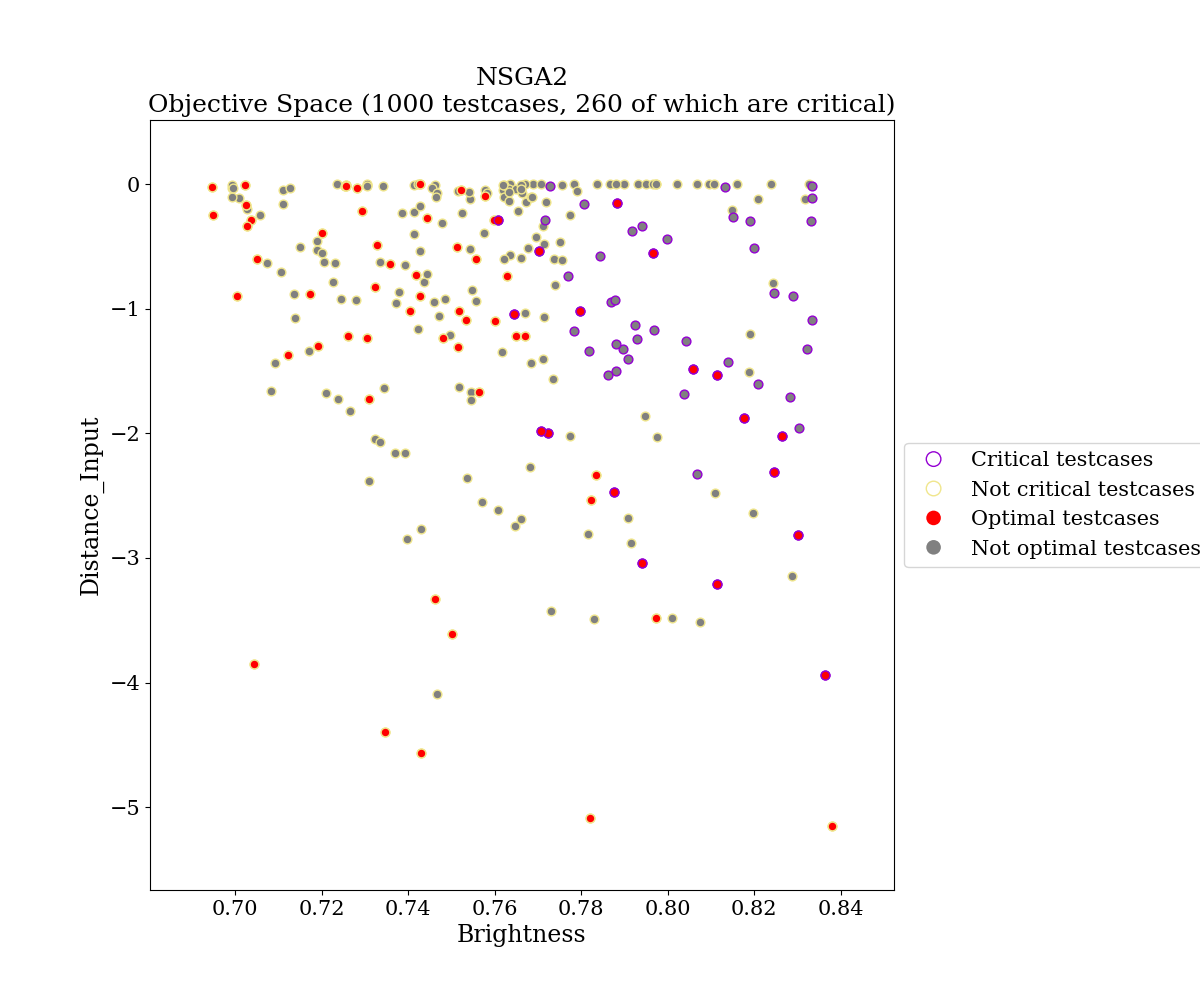 NSGA2
Objective Space (1000 testcases, 260 of which are critical)
0
−1
−2
−3
−4
−5
Distance_Input
0.70 0.72 0.74 0.76 0.78 0.80 0.82 0.84
Brightness
Critical testcases
Not critical testcases
Optimal testcases
Not optimal testcases